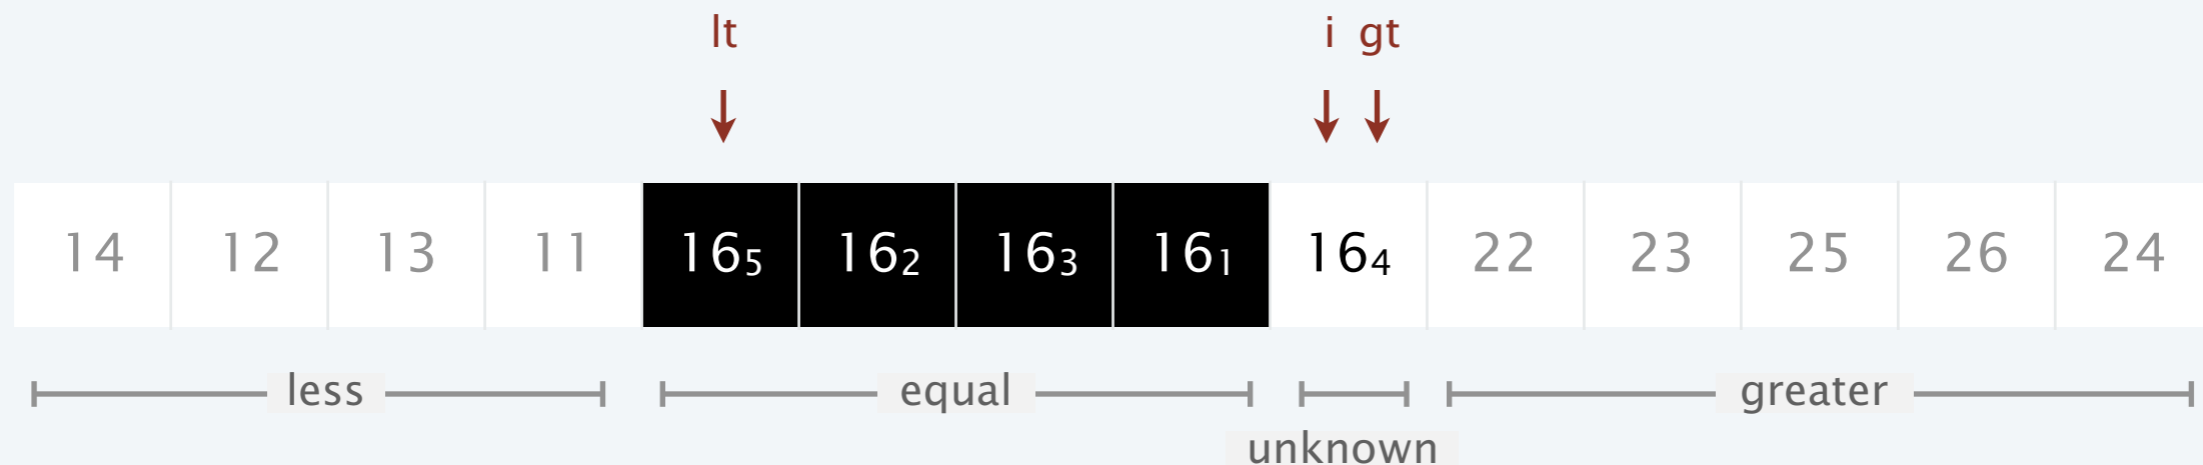 lt i gt
14 12 13 11 16₅ 16₂ 16₃ 16₁ 16₄ 22 23 25 26 24
less equal greater
unknown